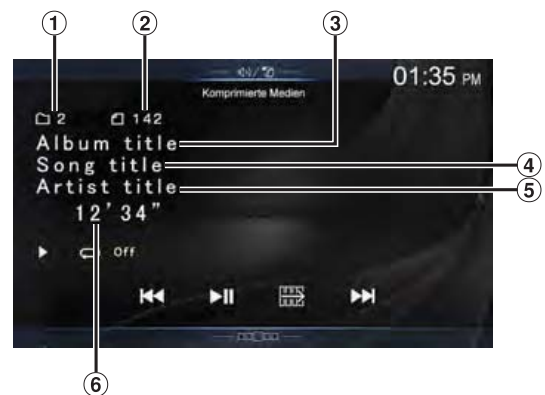 ① ②
③
01:35 PM
Komprimierte Medien
2 142
Album title
Song title ④
Artist title ⑤
12’34”
Off
⑥